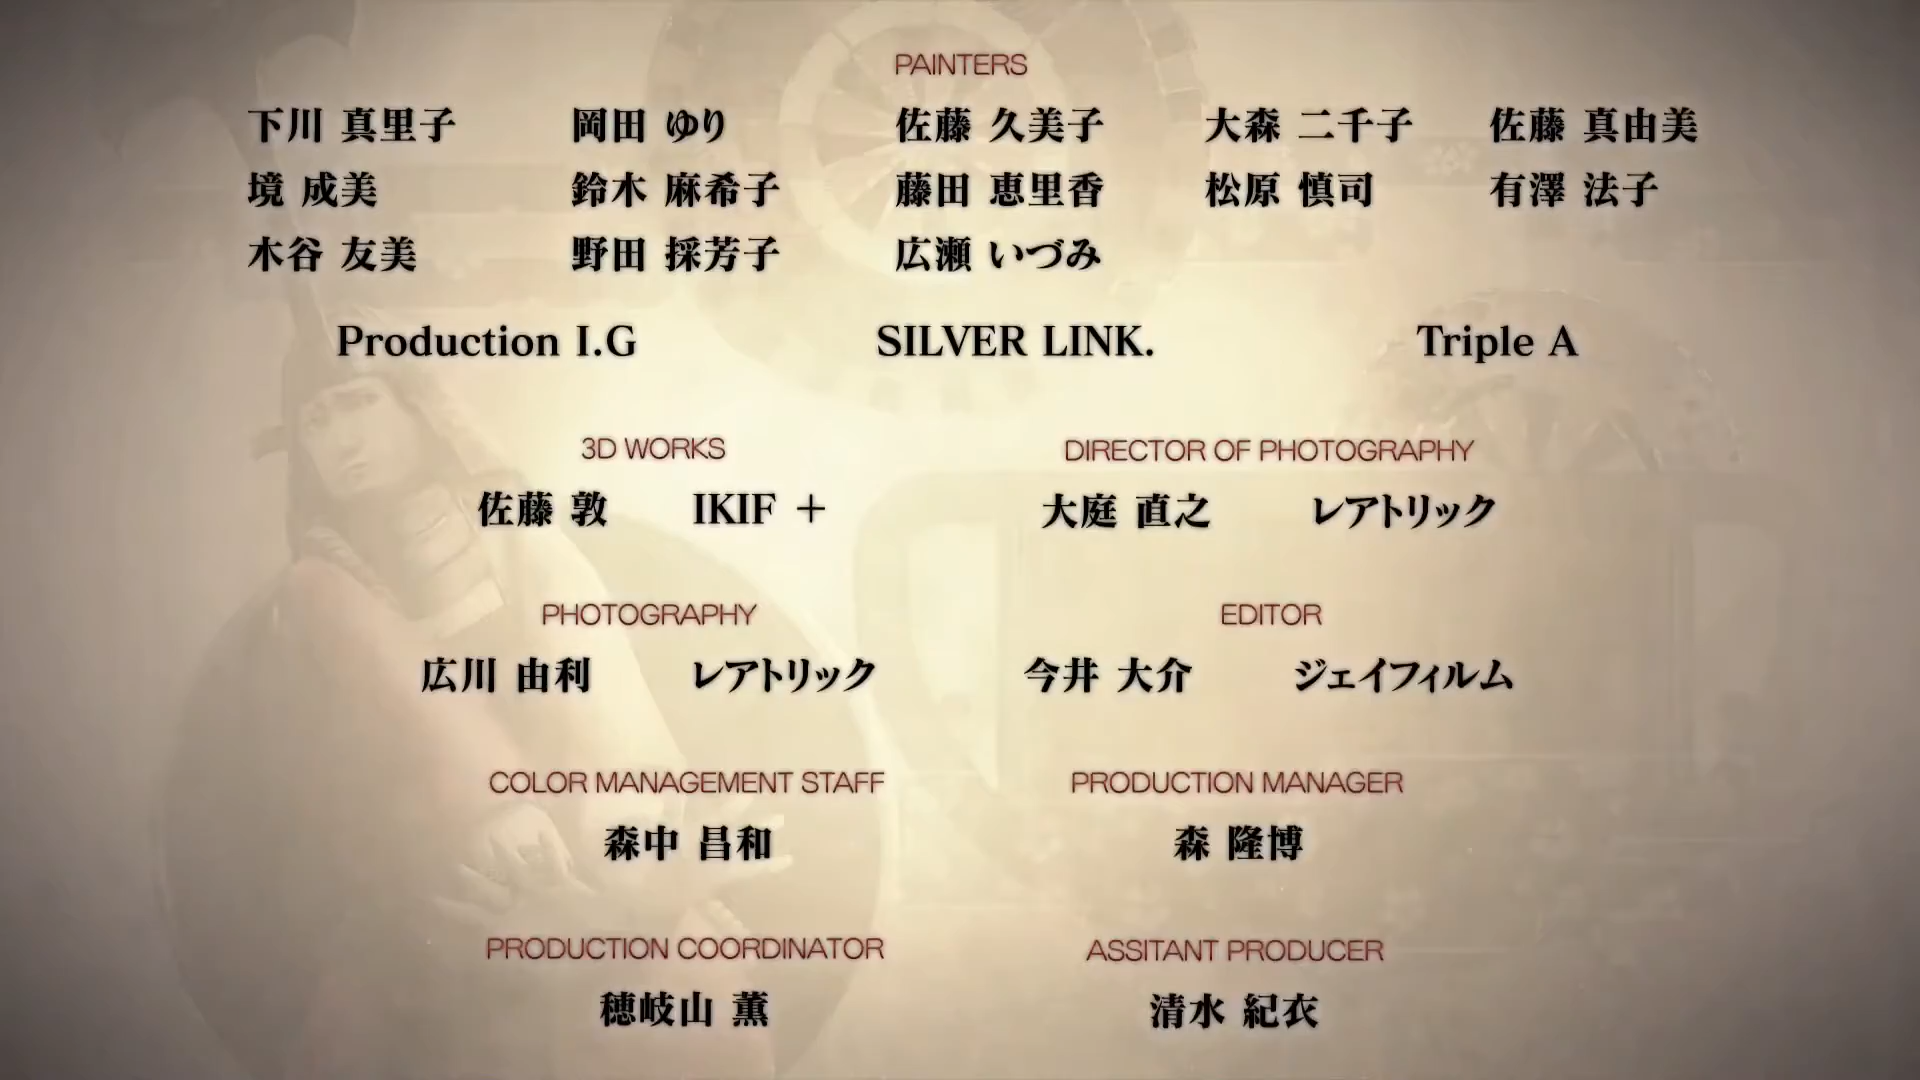 PAINTERS
下川 真里子 岡田 ゆり 佐藤 久美子 大森 二千子 佐藤 真由美
境 成美 鈴木 麻希子 藤田 恵里香 松原 慎司 有澤 法子
木谷 友美 野田 採芳子 広瀬 いづみ
Production I.G SILVER LINK. Triple A
3D WORKS
佐藤 敦 IKIF +
DIRECTOR OF PHOTOGRAPHY
大庭 直之 レアトリック
PHOTOGRAPHY
広川 由利 レアトリック
EDITOR
今井 大介 ジェイフィルム
COLOR MANAGEMENT STAFF
森中 昌和
PRODUCTION MANAGER
森 隆博
PRODUCTION COORDINATOR
穂岐山 薫
ASSITANT PRODUCER
清水 紀衣